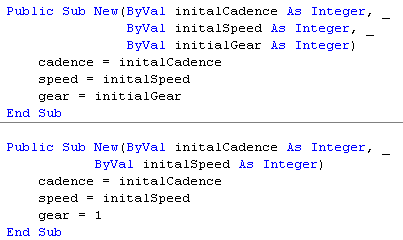 Public Sub New(ByVal initalCadence As Integer, _
ByVal initalSpeed As Integer, _
ByVal initialGear As Integer)
cadence = initalCadence
speed = initalSpeed
gear = initialGear
End Sub
Public Sub New(ByVal initalCadence As Integer, _
ByVal initalSpeed As Integer)
cadence = initalCadence
speed = initalSpeed
gear = 1
End Sub